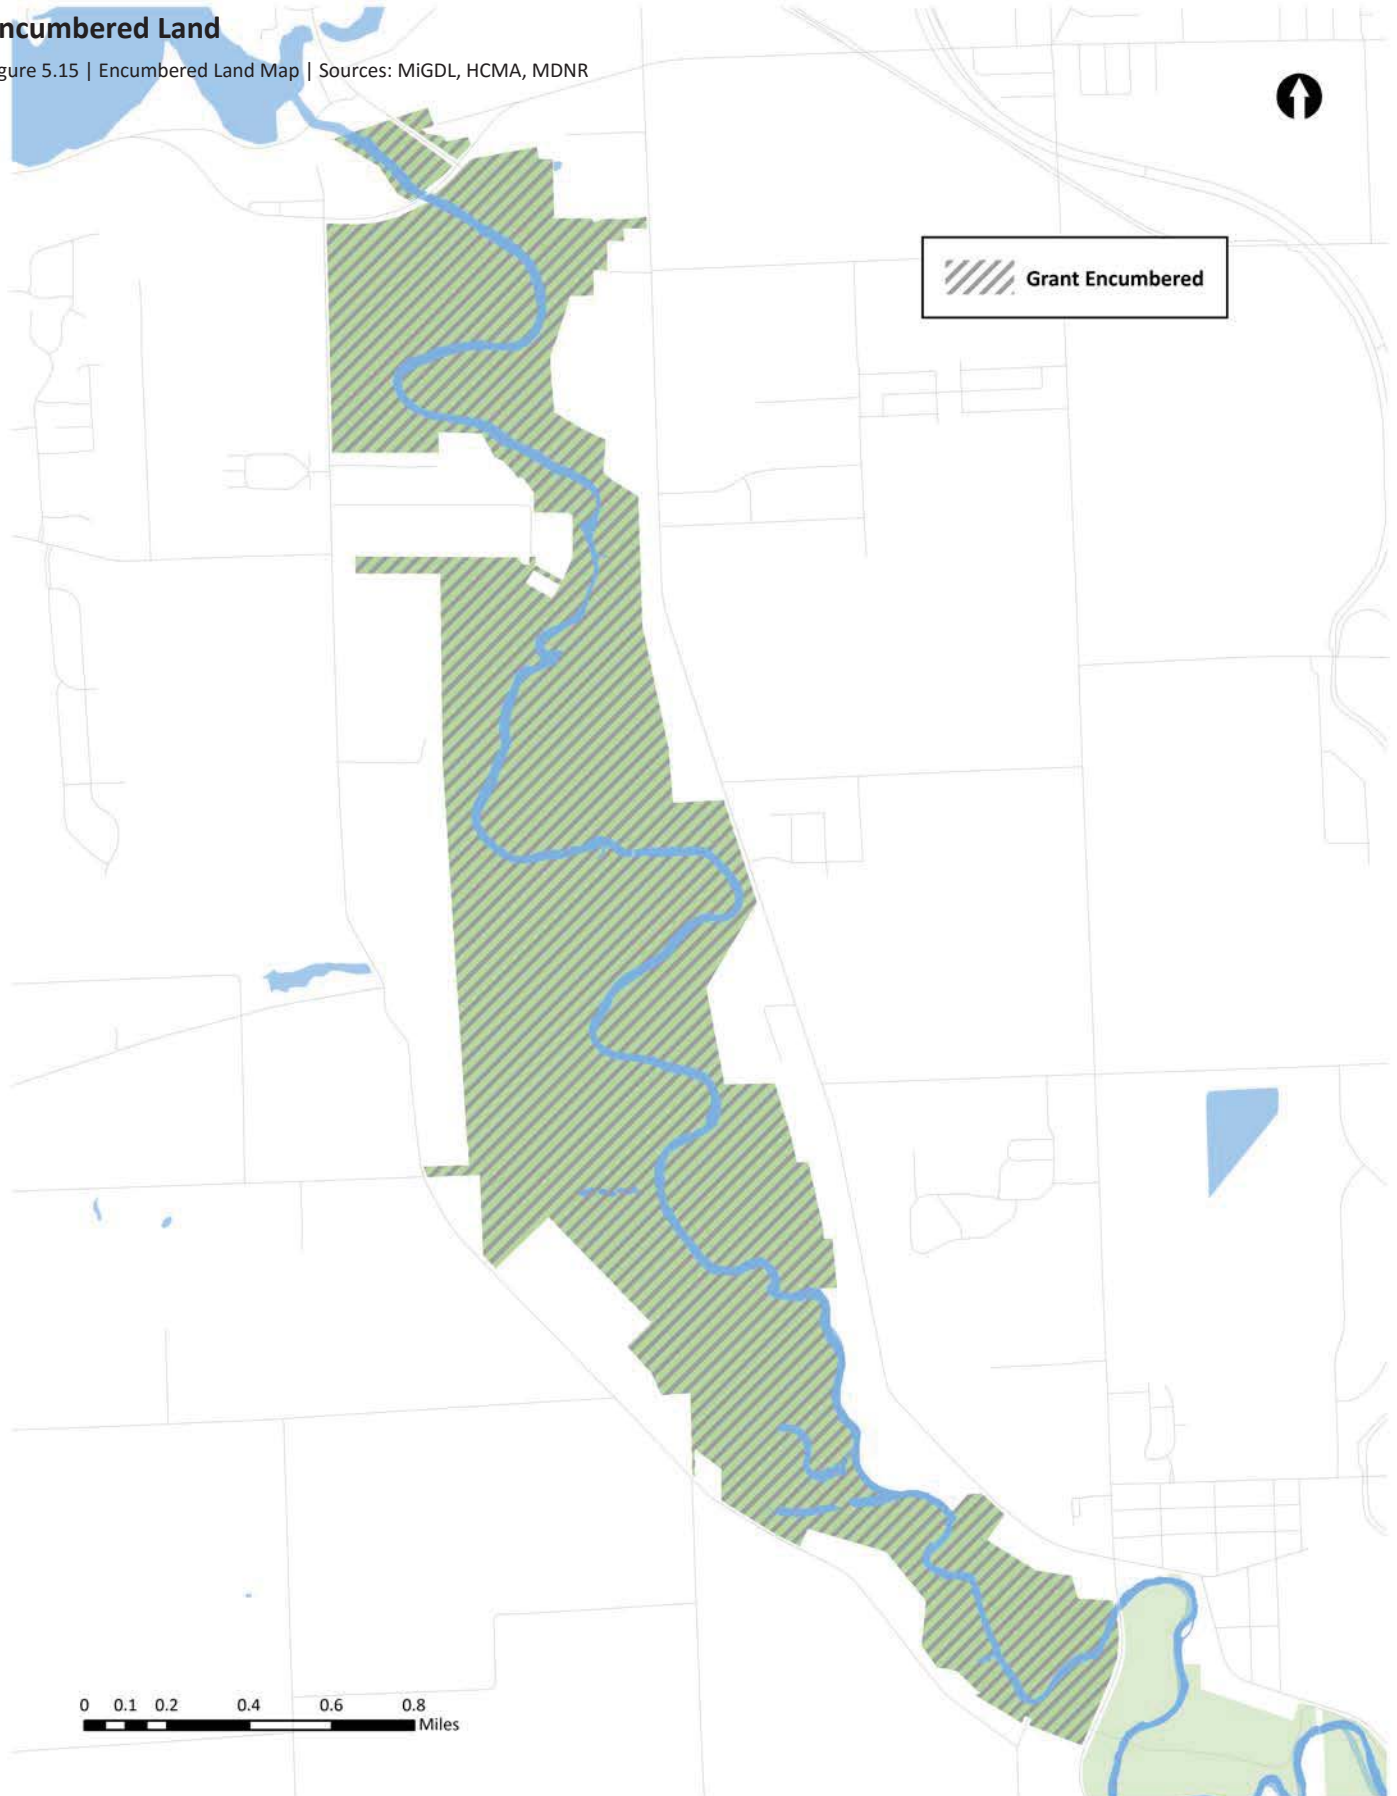 ncumbered Land
gure 5.15 | Encumbered Land Map | Sources: MiGDL, HCMA, MDNR
Grant Encumbered
0 0.1 0.2 0.4 0.6 0.8
Miles